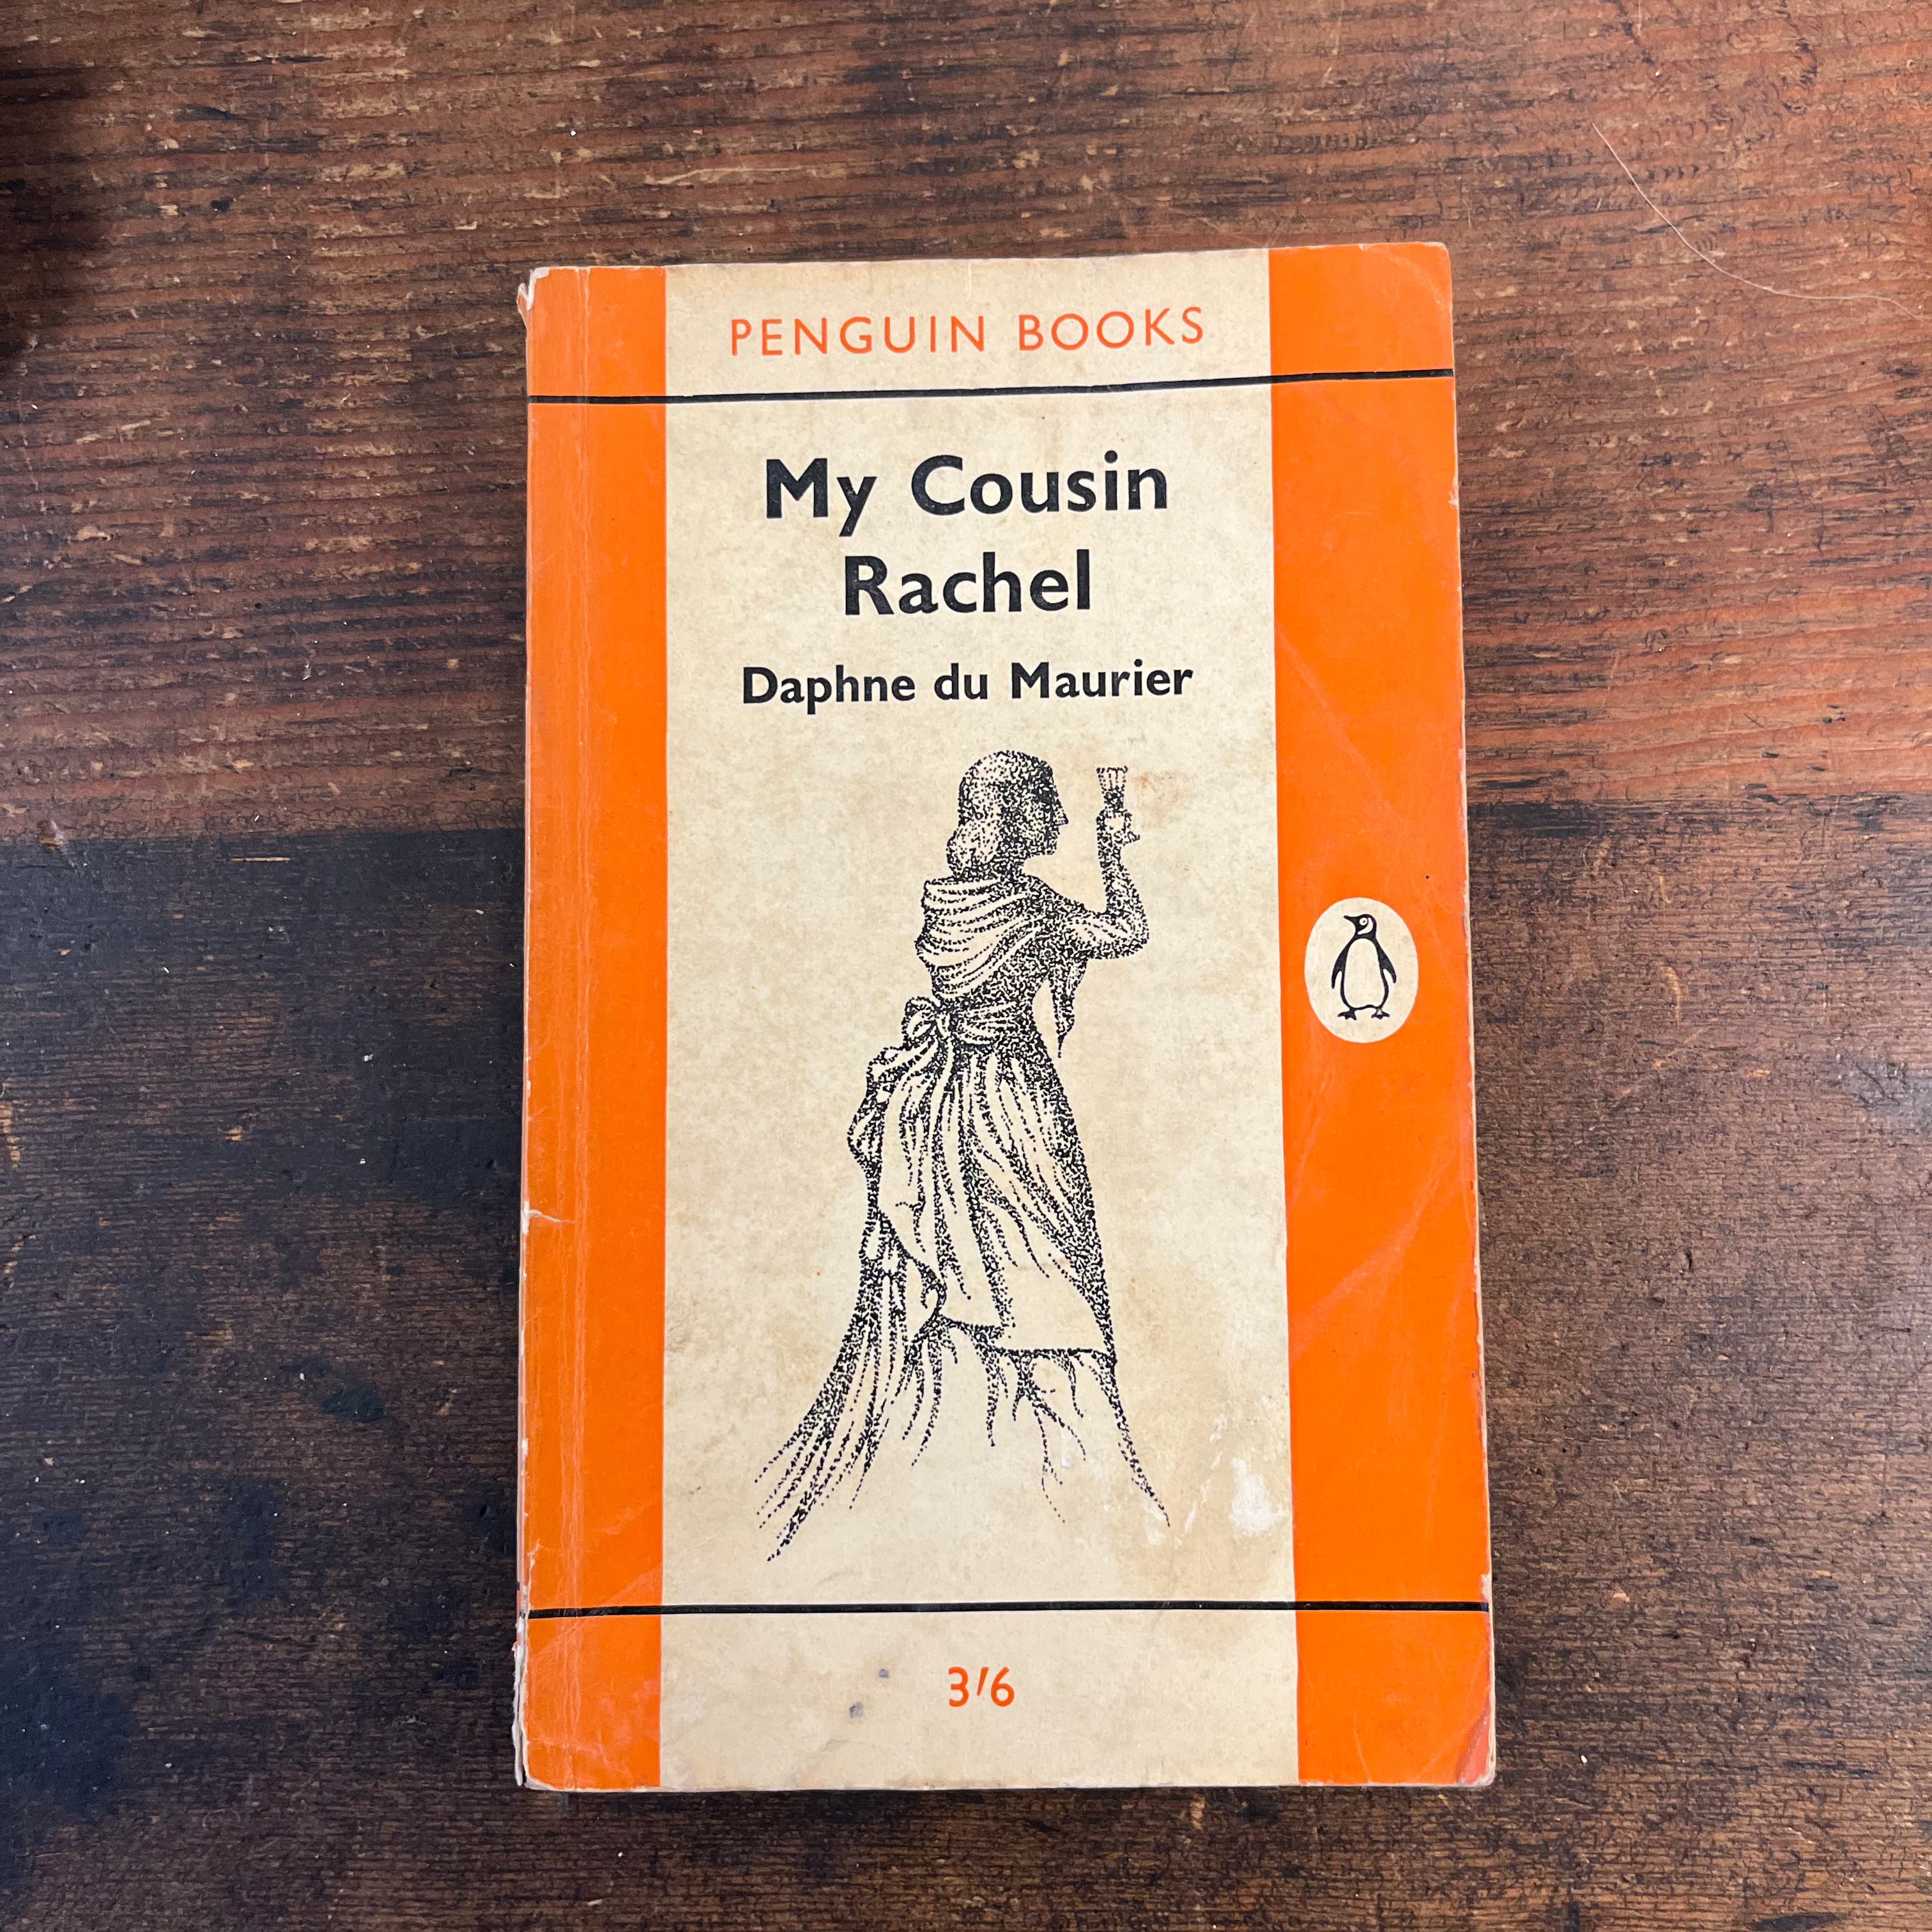 PENGUIN BOOKS
My Cousin
Rachel
Daphne du Maurier
3'6